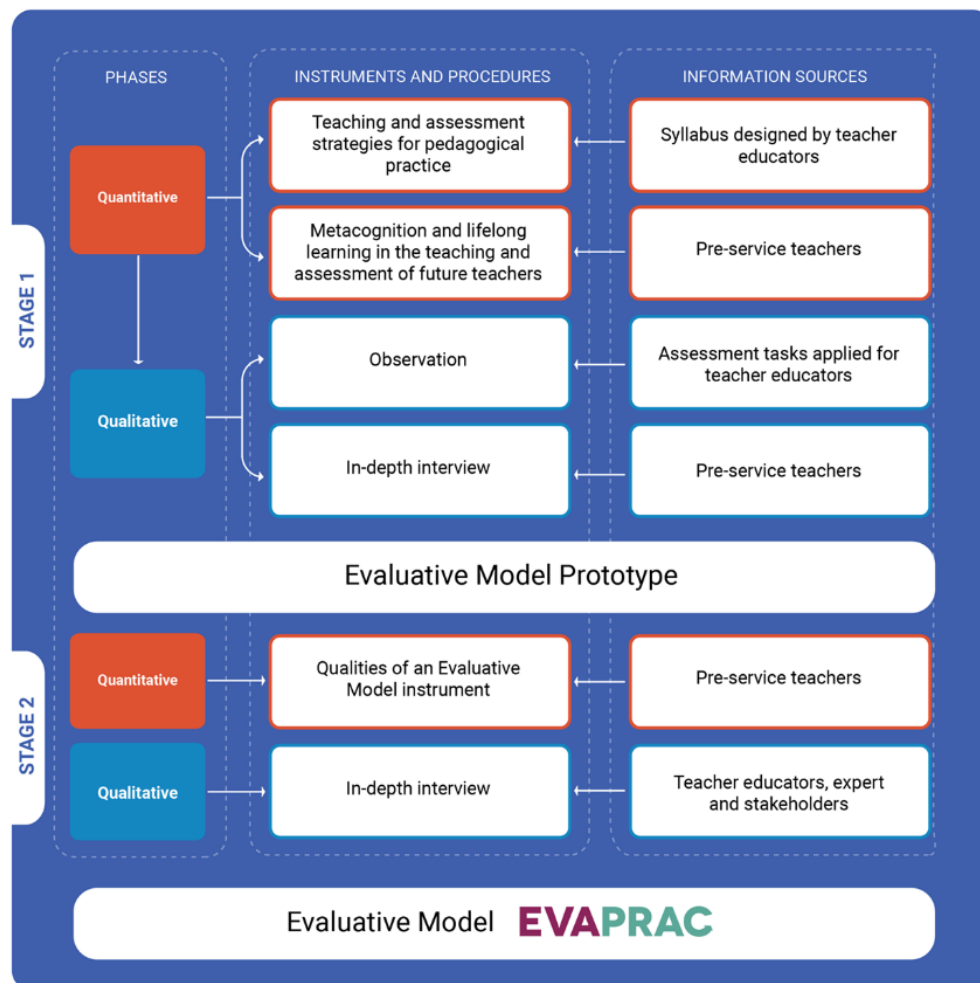 PHASES
INSTRUMENTS AND PROCEDURES
INFORMATION SOURCES
STAGE 1
Quantitative
Teaching and assessment
strategies for pedagogical
practice
Syllabus designed by teacher
educators
Metacognition and lifelong
learning in the teaching and
assessment of future teachers
Pre-service teachers
Qualitative
Observation
Assessment tasks applied for
teacher educators
In-depth interview
Pre-service teachers
Evaluative Model Prototype
STAGE 2
Quantitative
Qualities of an Evaluative
Model instrument
Pre-service teachers
Qualitative
In-depth interview
Teacher educators, expert
and stakeholders
Evaluative Model EVAPRAC